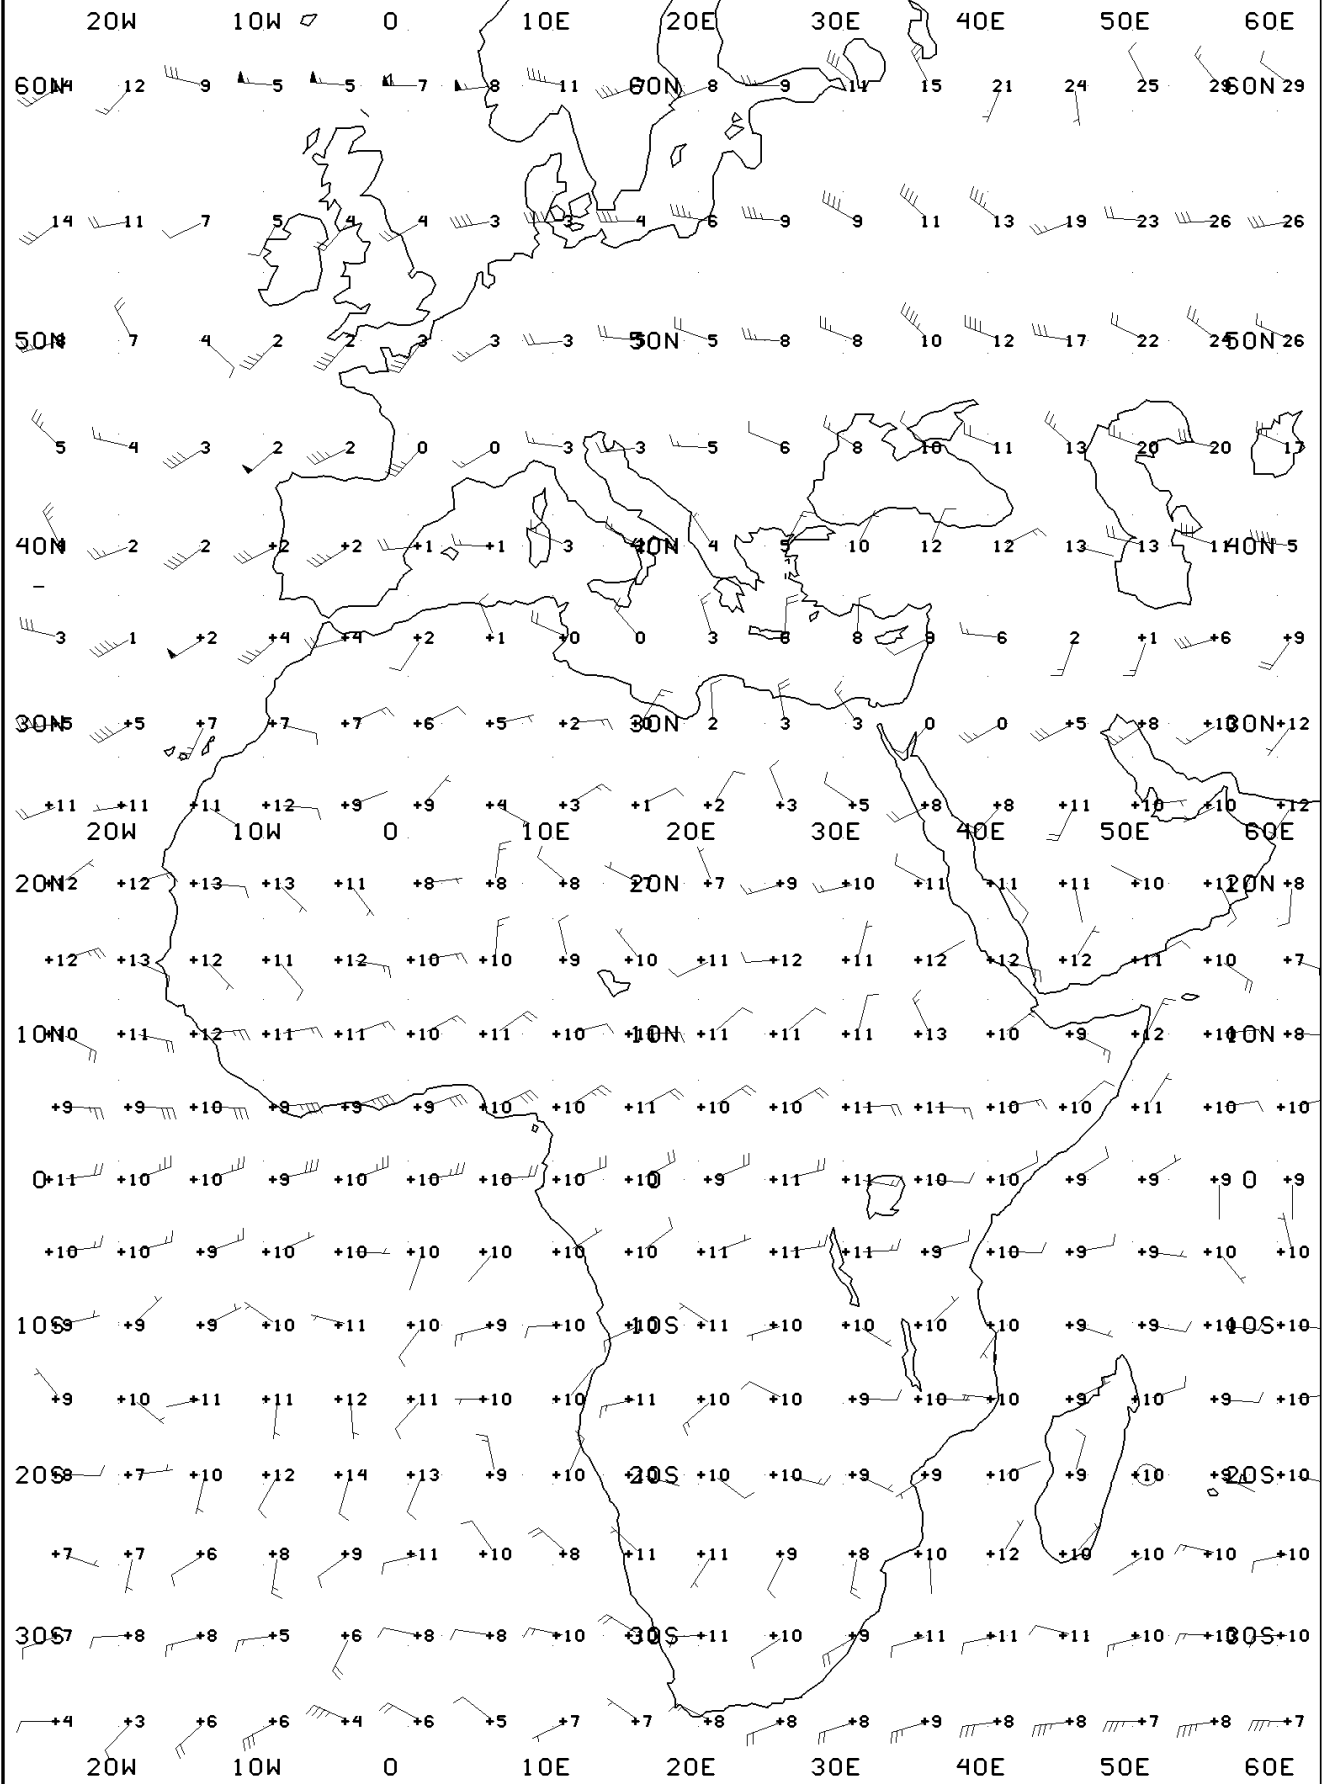 20W 10W 0 10E 20E 30E 40E 50E 60E
60N 12 9 5 5 7 8 11 60N 8 9 11 15 21 24 25 29 60N 29
14 11 7 5 4 4 3 3 4 6 9 9 11 13 19 23 26 26
50N 7 4 2 2 3 3 3 50N 5 8 8 10 12 17 22 24 50N 26
5 4 3 2 2 0 0 3 3 5 6 8 10 11 13 20 20 17
40N 2 2 +2 +2 +1 +1 3 40N 4 5 10 12 12 13 13 11 40N 5
–
3 1 +2 +4 +4 +2 +1 +0 0 3 6 8 9 6 2 +1 +6 +9
30N +5 +5 +7 +7 +7 +6 +5 +2 30N 2 3 3 0 0 +5 +8 30N +12
+11 +11 +11 +12 +9 +9 +4 +3 +1 +2 +3 +5 +8 +8 +11 +10 +10 +12
20W 10W 0 10E 20E 30E 40E 50E 60E
20N +12 +12 +13 +13 +11 +8 +8 +8 20N +7 +9 +10 +11 +11 +11 +10 20N +8
+12 +13 +12 +11 +12 +10 +10 +9 +10 +11 +12 +11 +12 +12 +12 +11 +10 +7
10N +11 +12 +11 +11 +10 +11 +10 10N +11 +11 +11 +13 +10 +9 +12 10N +8
+9 +9 +10 +9 +9 +9 +10 +10 +11 +10 +10 +11 +11 +10 +10 +11 +10 +10
0 +11 +10 +10 +9 +10 +10 +10 +10 +10 0 +9 +11 +11 +10 +10 +9 +9 +9 0 +9
+10 +10 +9 +10 +10 +10 +10 +10 +10 +11 +11 +11 +9 +10 +9 +9 +10 +10
10S +9 +9 +9 +10 +11 +10 +9 +10 10S +11 +10 +10 +10 +10 +9 +9 10S +10
+9 +10 +11 +11 +12 +11 +10 +10 +11 +10 +10 +9 +10 +10 +9 +10 +9 +10
20S +8 +7 +10 +12 +14 +13 +9 +10 20S +10 +10 +9 +9 +10 +9 +10 +9 20S +10
+7 +7 +6 +8 +9 +11 +10 +8 +11 +11 +9 +8 +10 +12 +10 +10 +10 +10
30S +7 +8 +8 +5 +6 +8 +8 +10 30S +11 +10 +9 +11 +11 +11 +10 30S +10
+4 +3 +6 +6 +4 +6 +5 +7 +7 +8 +8 +8 +9 +8 +8 +7 +8 +7
20W 10W 0 10E 20E 30E 40E 50E 60E